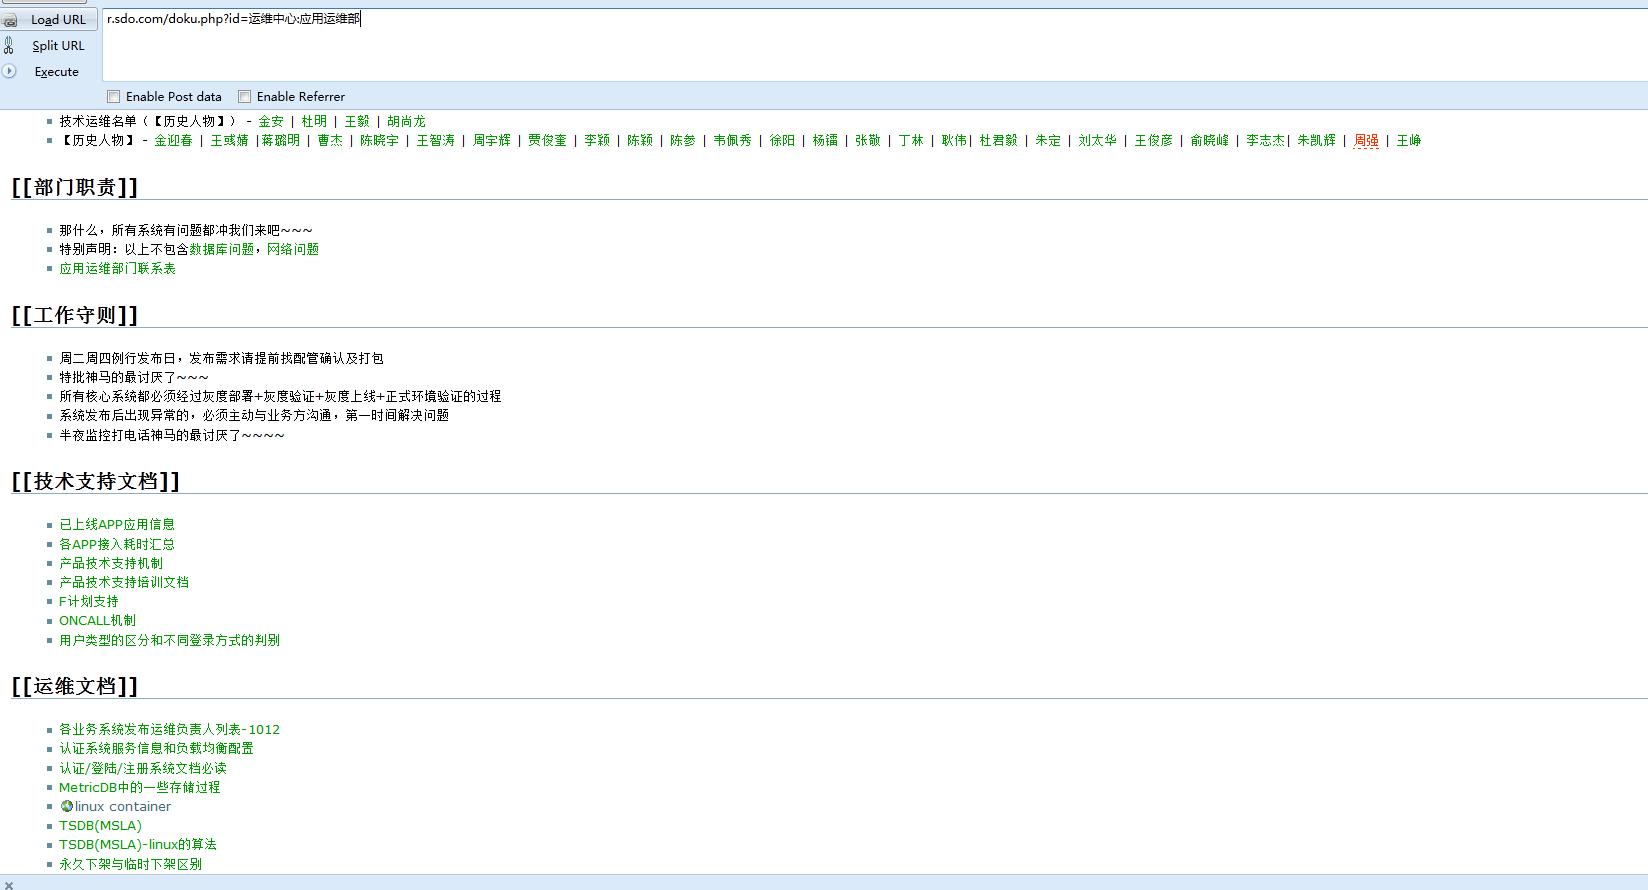 Load URL
r.sdo.com/doku.php?id=运维中心:应用运维部
Split URL
Execute
Enable Post data Enable Referrer
技术运维名单（【历史人物】） - 金安 | 杜明 | 王毅 | 胡尚龙
【历史人物】 - 金迎春 | 王彧婧 |蒋璐明 | 曹杰 | 陈晓宇 | 王智涛 | 周宇辉 | 贾俊奎 | 李颖 | 陈颖 | 陈参 | 韦佩秀 | 徐阳 | 杨镭 | 张敬 | 丁林 | 耿伟| 杜君毅 | 朱定 | 刘太华 | 王俊彦 | 俞晓峰 | 李志杰| 朱凯辉 | 周强 | 王峥
[[部门职责]]
那什么，所有系统有问题都冲我们来吧~~~
特别声明：以上不包含数据库问题，网络问题
应用运维部门联系表
[[工作守则]]
周二周四例行发布日，发布需求请提前找配管确认及打包
特批神马的最讨厌了~~~
所有核心系统都必须经过灰度部署+灰度验证+灰度上线+正式环境验证的过程
系统发布后出现异常的，必须主动与业务方沟通，第一时间解决问题
半夜监控打电话神马的最讨厌了~~~~
[[技术支持文档]]
已上线APP应用信息
各APP接入耗时汇总
产品技术支持机制
产品技术支持培训文档
F计划支持
ONCALL机制
用户类型的区分和不同登录方式的判别
[[运维文档]]
各业务系统发布运维负责人列表-1012
认证系统服务信息和负载均衡配置
认证/登陆/注册系统文档必读
MetricDB中的一些存储过程
linux container
TSDB(MSLA)
TSDB(MSLA)-linux的算法
永久下架与临时下架区别